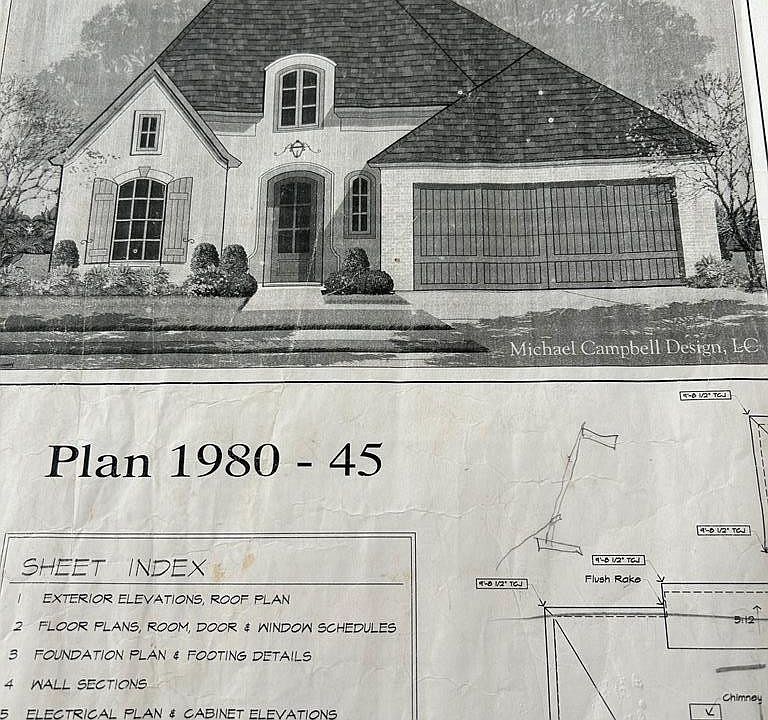 Michael Campbell Design, LC
Plan 1980 - 45
9'-8 1/2" TCJ
9'-8 1/2" TCJ
9'-8 1/2" TCJ
9'-8 1/2" TCJ
Flush Rake
5:12
Chimney
SHEET INDEX
1 EXTERIOR ELEVATIONS, ROOF PLAN
2 FLOOR PLANS, ROOM, DOOR & WINDOW SCHEDULES
3 FOUNDATION PLAN & FOOTING DETAILS
4 WALL SECTIONS
5 ELECTRICAL PLAN & CABINET ELEVATIONS